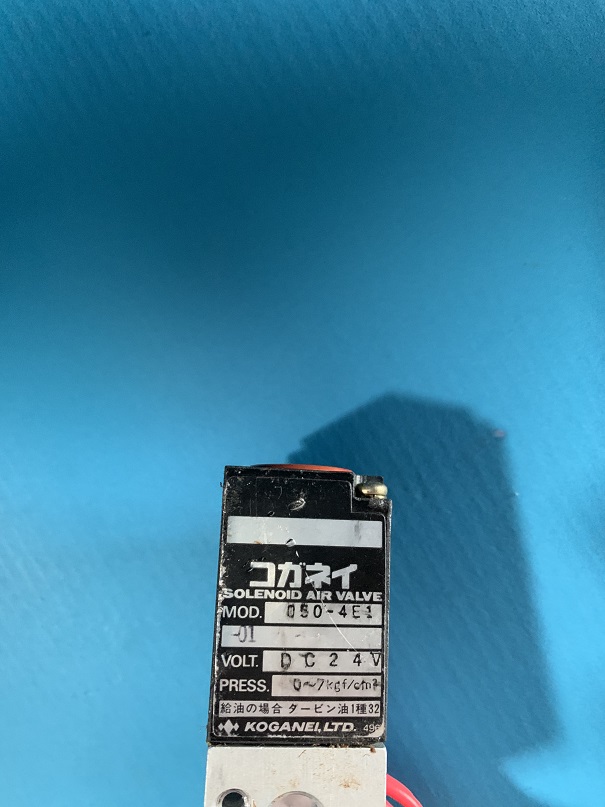 コガネイ
SOLENOID AIR VALVE
MOD. 050-4E1
-01 -
VOLT. DC24V
PRESS. 0~7kgf/cm²
給油の場合 タービン油1種32
KOGANEI, LTD.